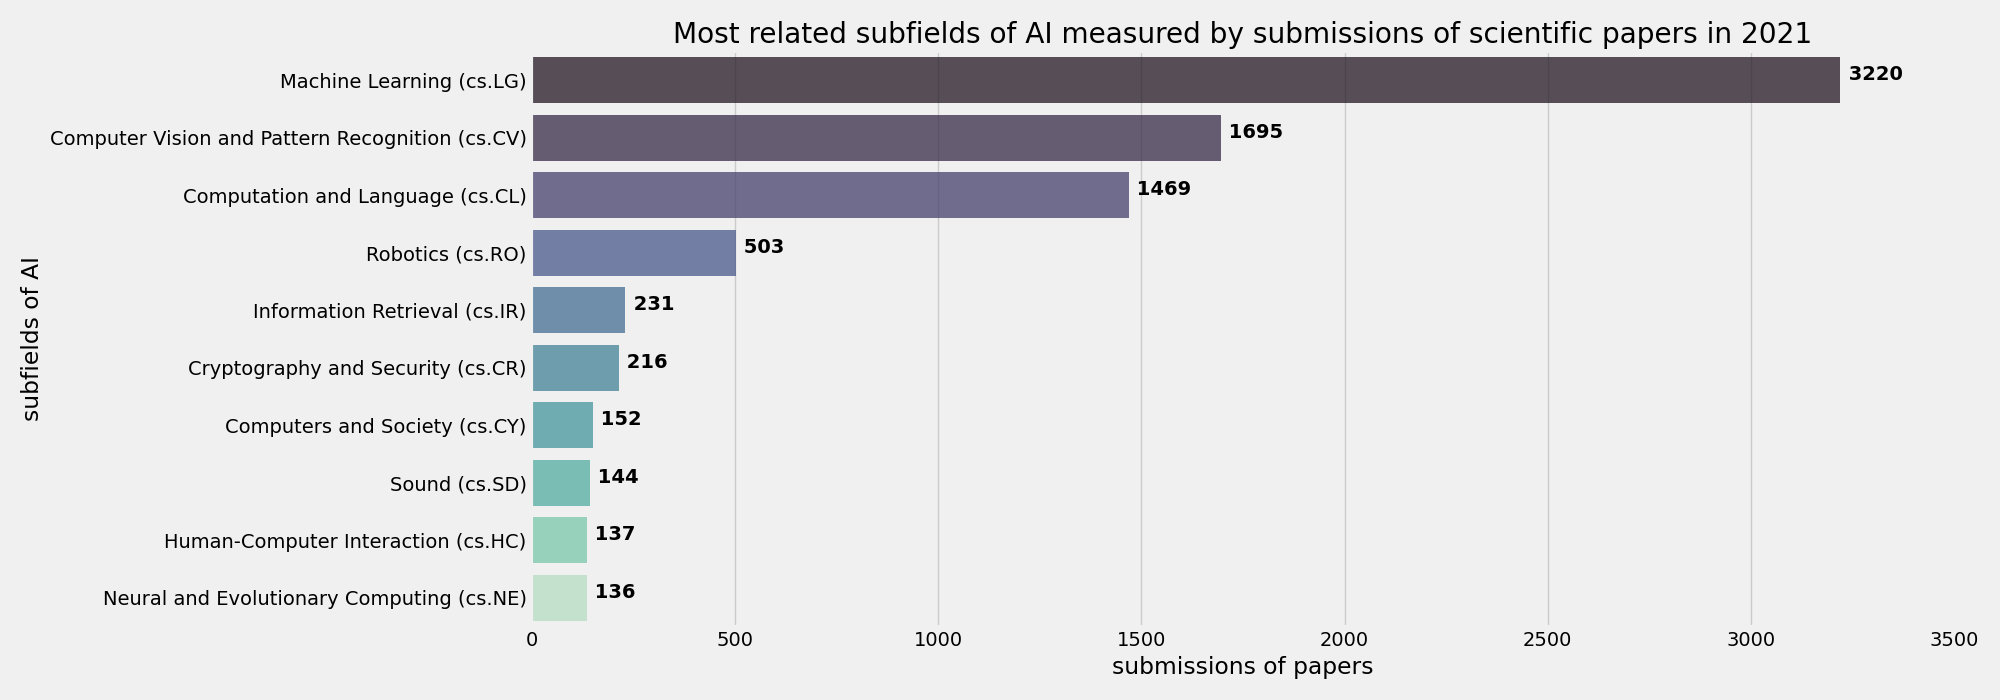 Most related subfields of AI measured by submissions of scientific papers in 2021
Machine Learning (cs.LG) 3220
Computer Vision and Pattern Recognition (cs.CV) 1695
Computation and Language (cs.CL) 1469
Robotics (cs.RO) 503
Information Retrieval (cs.IR) 231
Cryptography and Security (cs.CR) 216
Computers and Society (cs.CY) 152
Sound (cs.SD) 144
Human-Computer Interaction (cs.HC) 137
Neural and Evolutionary Computing (cs.NE) 136
subfields of AI
0 500 1000 1500 2000 2500 3000 3500
submissions of papers